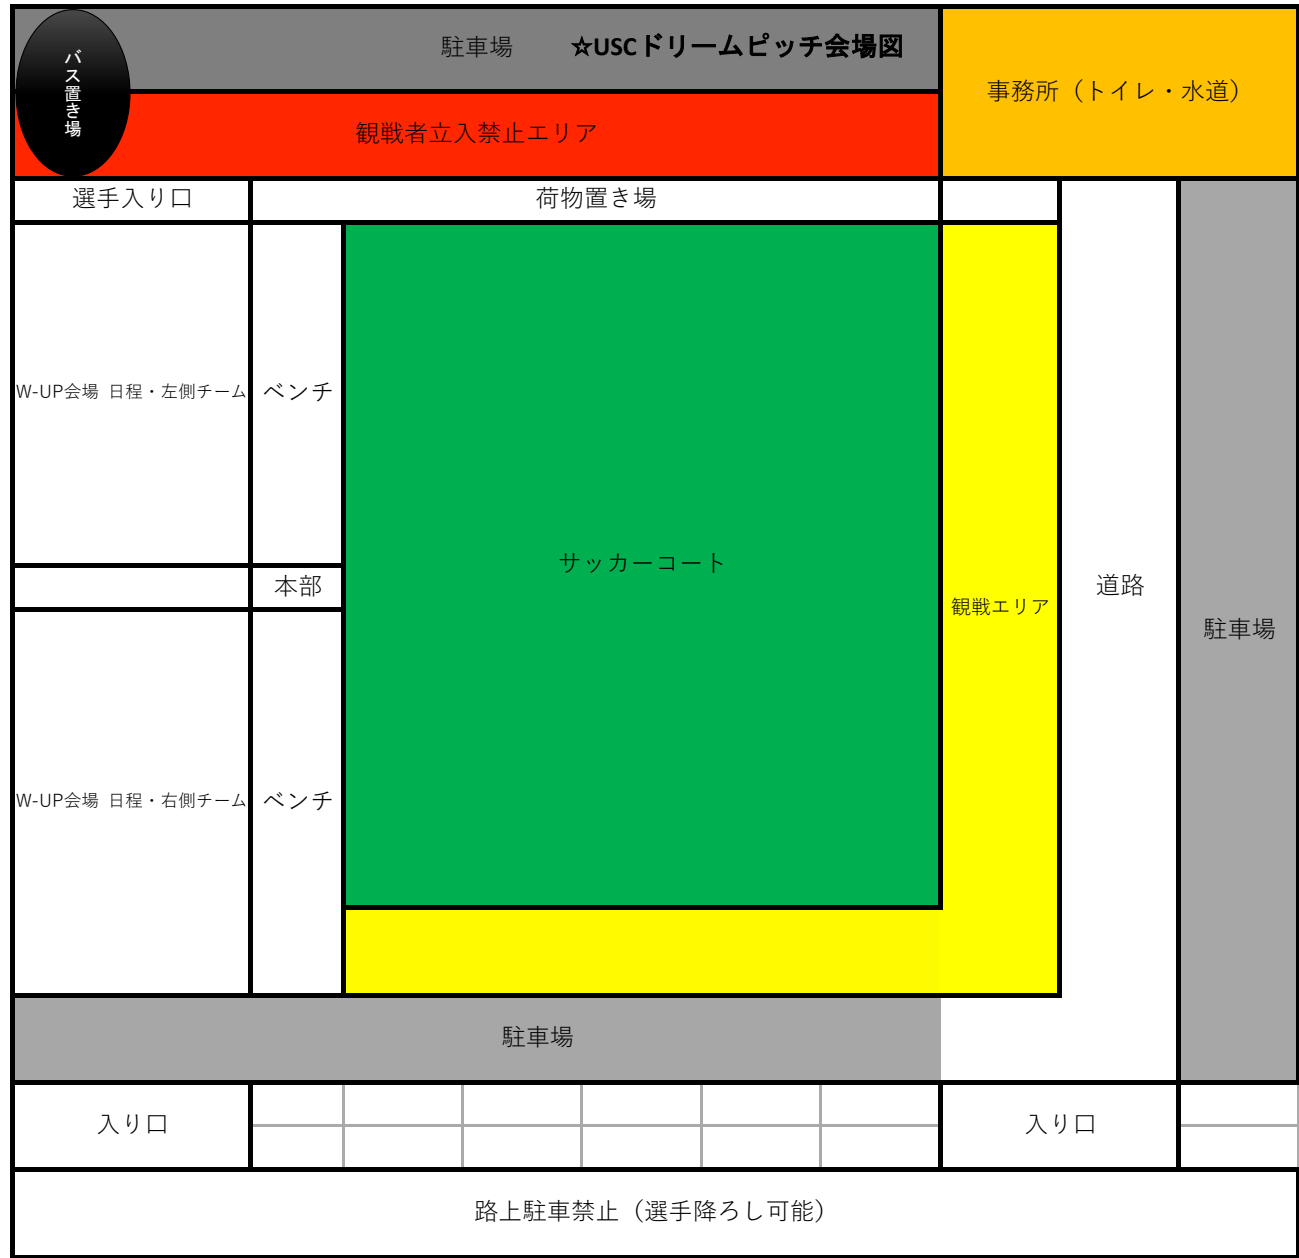 バス置き場
駐車場
☆USCドリームピッチ会場図
事務所（トイレ・水道）
観戦者立入禁止エリア
選手入り口
荷物置き場
W-UP会場 日程・左側チーム
ベンチ
サッカーコート
本部
観戦エリア
道路
駐車場
W-UP会場 日程・右側チーム
ベンチ
駐車場
入り口
入り口
路上駐車禁止（選手降ろし可能）